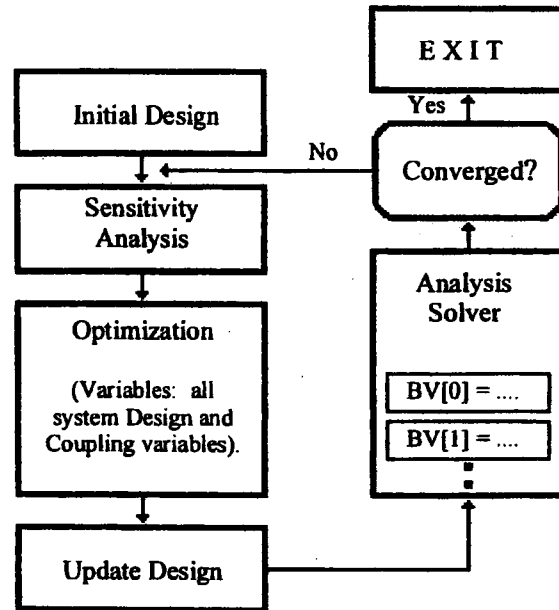 Initial Design
Sensitivity
Analysis
Optimization
(Variables: all
system Design and
Coupling variables).
Update Design
Analysis
Solver
BV[0] = ....
BV[1] = ....
Converged?
No
Yes
E X I T